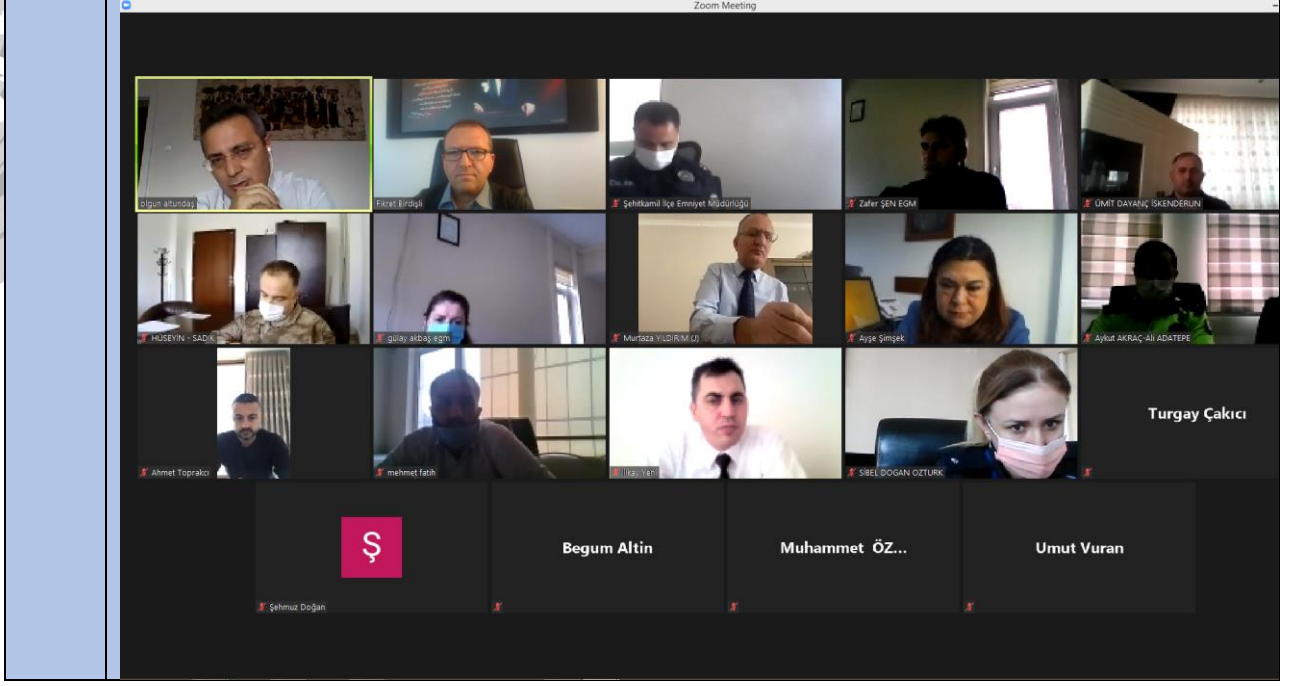 Zoom Meeting
olgun altundaş
Fikret Birdişli
Şehitkamil İlçe Emniyet Müdürlüğü
Zafer ŞEN EGM
ÜMİT DAYANÇ İSKENDERUN
HÜSEYİN - SADIK
gülay akbaş egm
Murtaza YILDIRIM (J)
Ayşe Şimşek
Aykut AKRAÇ-Ali ADATEPE
Ahmet Toprakcı
mehmet fatih
İlkay Yeni
SİBEL DOGAN OZTURK
Turgay Çakıcı
Ş
Şehmuz Doğan
Begum Altin
Muhammet ÖZ...
Umut Vuran